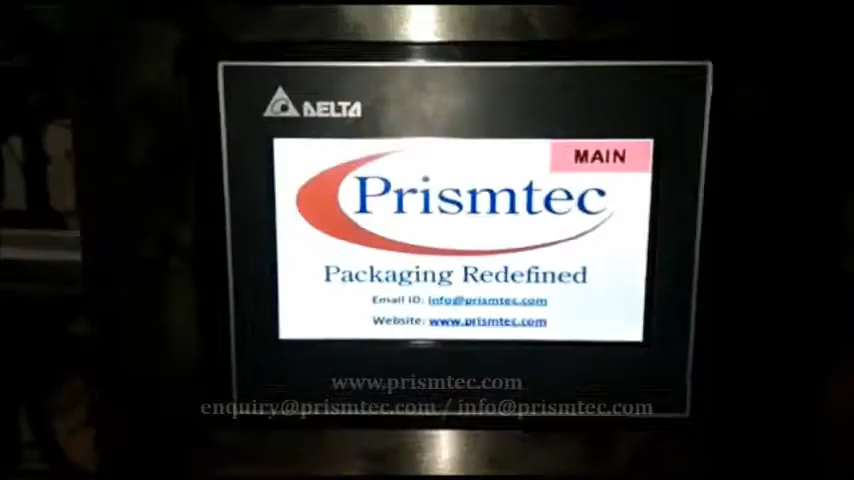 DELTA
MAIN
Prismtec
Packaging Redefined
Email ID: info@prismtec.com
Website: www.prismtec.com
www.prismtec.com
enquiry@prismtec.com / info@prismtec.com